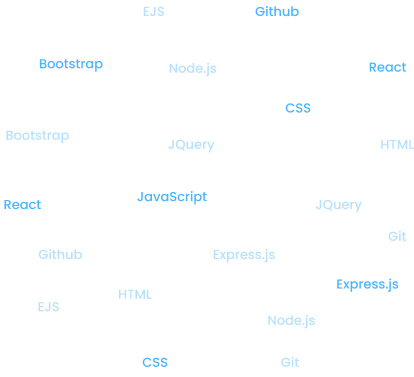 EJS
Github
Bootstrap
Node.js
React
CSS
Bootstrap
JQuery
HTML
JavaScript
React
JQuery
Git
Github
Express.js
Express.js
HTML
EJS
Node.js
CSS
Git